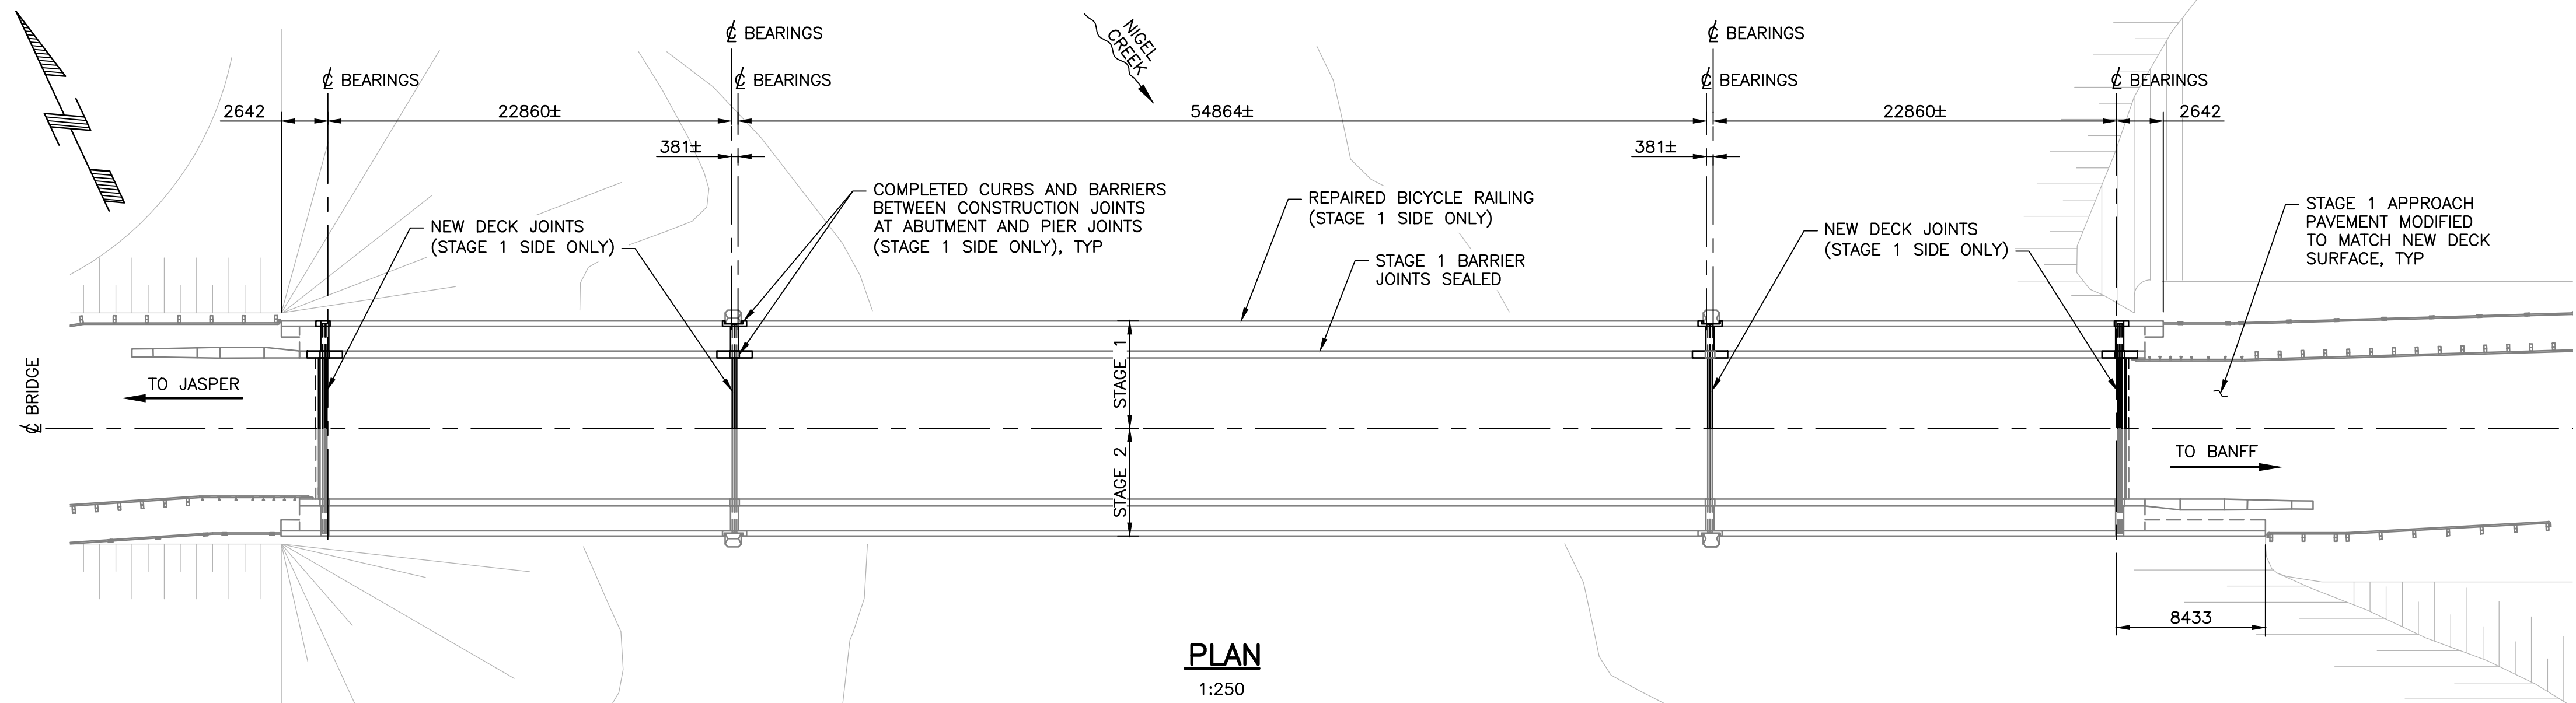 NIGEL
CREEK
℄ BEARINGS
℄ BEARINGS
℄ BEARINGS
℄ BEARINGS
℄ BEARINGS
℄ BEARINGS
2642
22860±
54864±
22860±
2642
381±
381±
NEW DECK JOINTS
(STAGE 1 SIDE ONLY)
COMPLETED CURBS AND BARRIERS
BETWEEN CONSTRUCTION JOINTS
AT ABUTMENT AND PIER JOINTS
(STAGE 1 SIDE ONLY), TYP
REPAIRED BICYCLE RAILING
(STAGE 1 SIDE ONLY)
STAGE 1 BARRIER
JOINTS SEALED
NEW DECK JOINTS
(STAGE 1 SIDE ONLY)
STAGE 1 APPROACH
PAVEMENT MODIFIED
TO MATCH NEW DECK
SURFACE, TYP
℄ BRIDGE
TO JASPER
STAGE 1
STAGE 2
TO BANFF
8433
PLAN
1:250